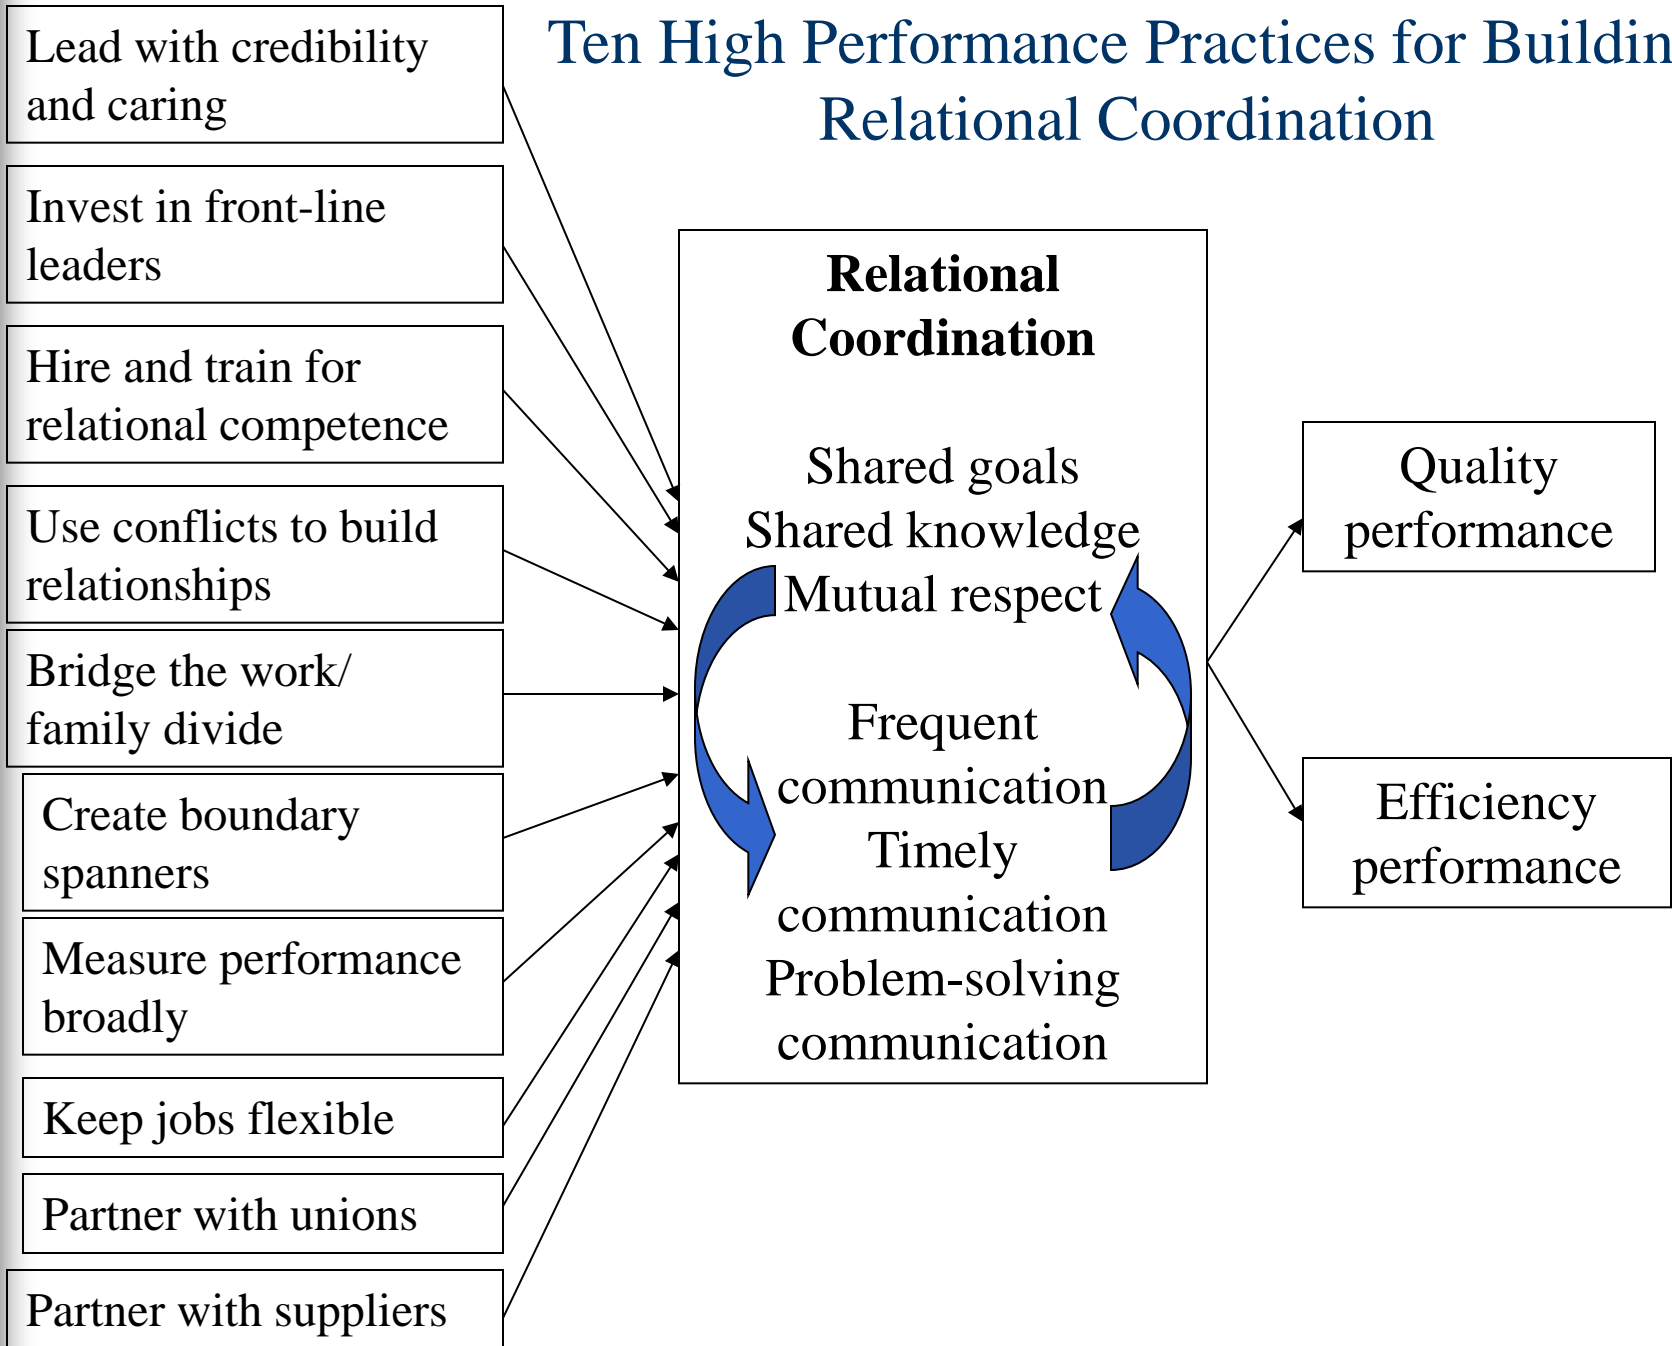 Ten High Performance Practices for Buildin
Relational Coordination
Lead with credibility
and caring
Invest in front-line
leaders
Hire and train for
relational competence
Use conflicts to build
relationships
Bridge the work/
family divide
Create boundary
spanners
Measure performance
broadly
Keep jobs flexible
Partner with unions
Partner with suppliers
Relational
Coordination
Shared goals
Shared knowledge
Mutual respect
Frequent
communication
Timely
communication
Problem-solving
communication
Quality
performance
Efficiency
performance